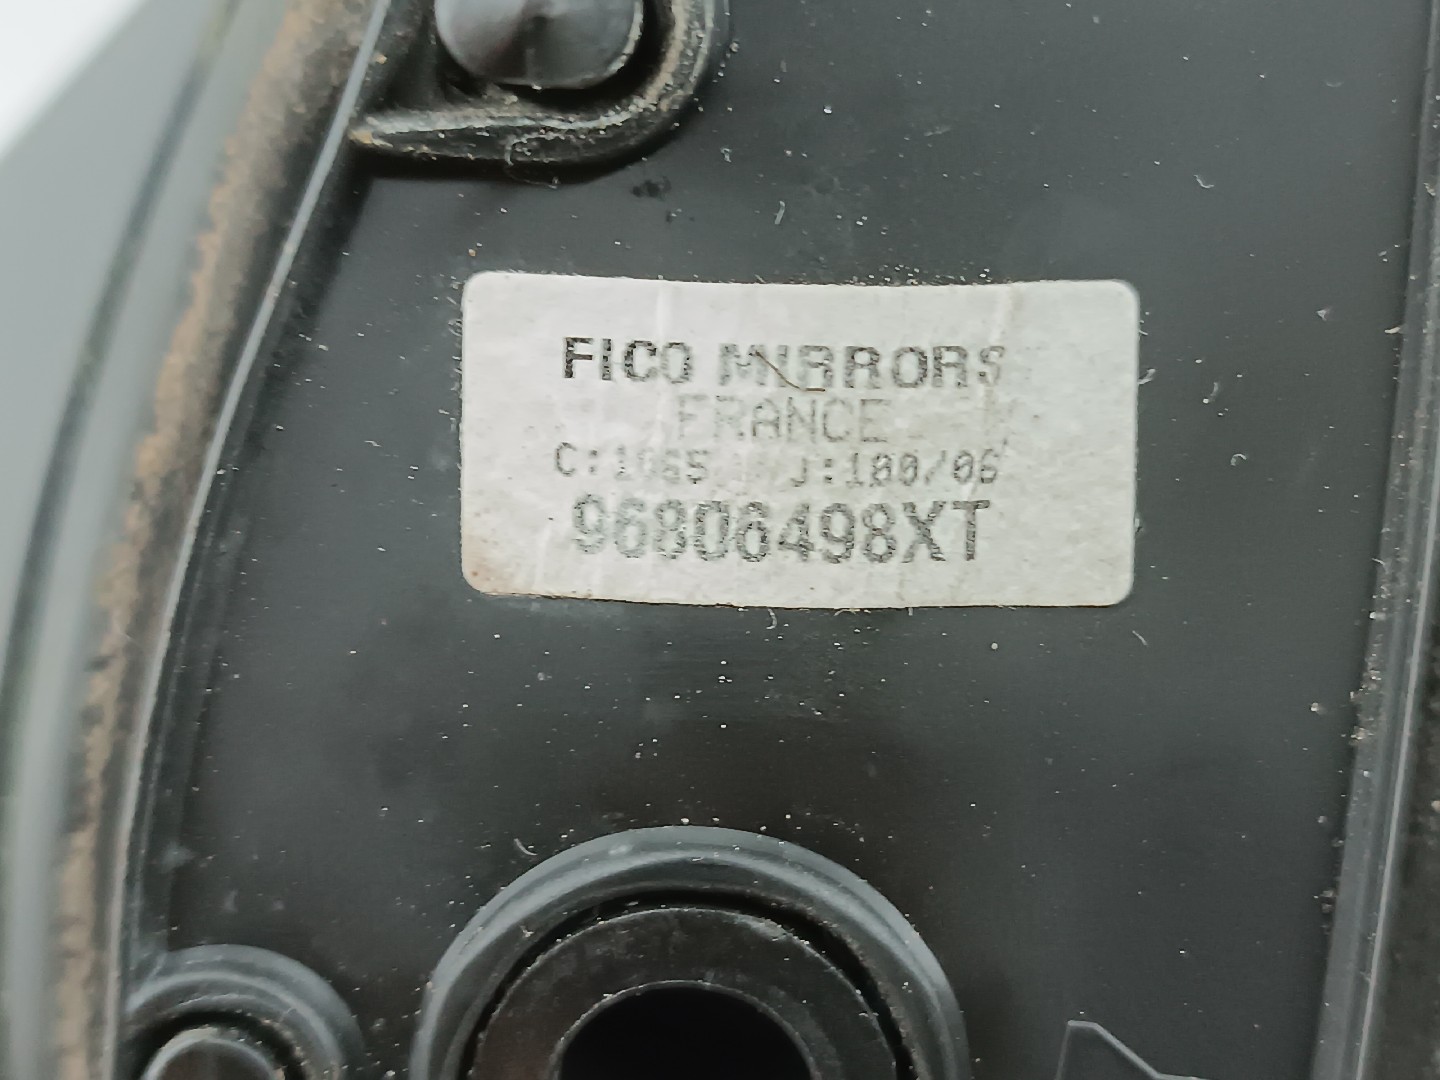 FICO MIRRORS
FRANCE
C:1065 J:100/06
96806498XT